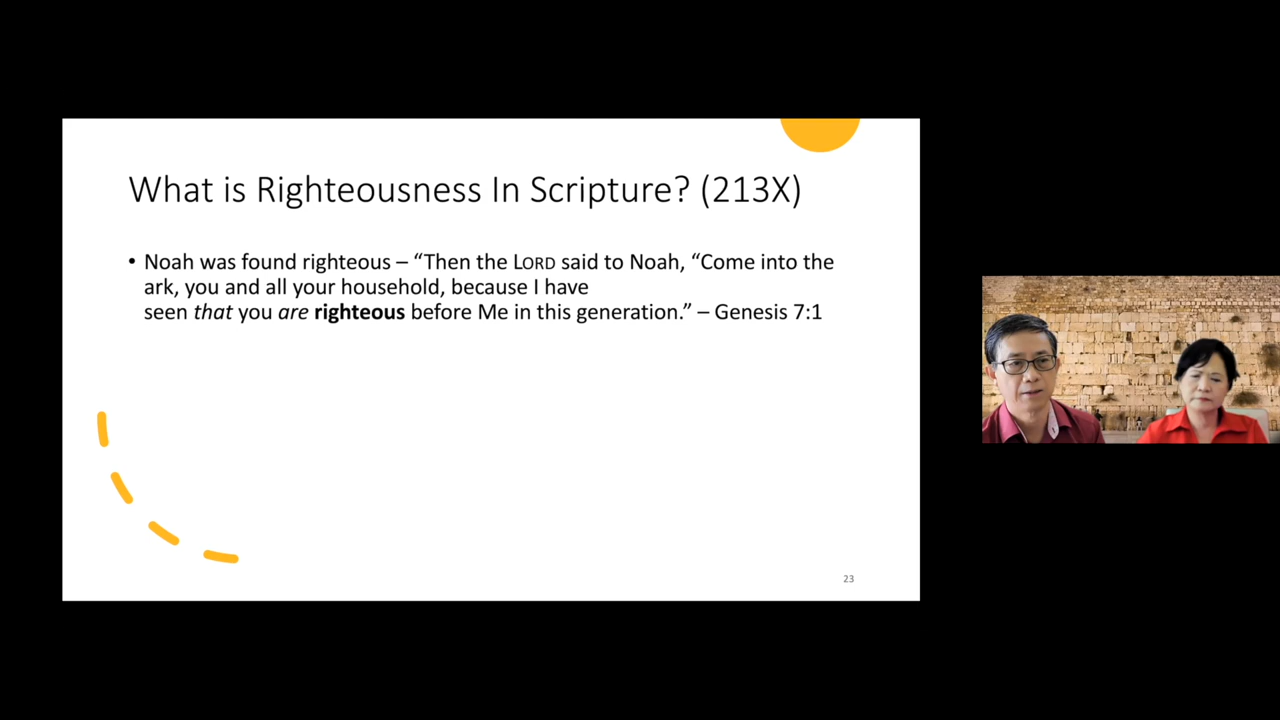 What is Righteousness In Scripture? (213X)
• Noah was found righteous – “Then the LORD said to Noah, “Come into the
ark, you and all your household, because I have
seen that you are righteous before Me in this generation.” – Genesis 7:1
23